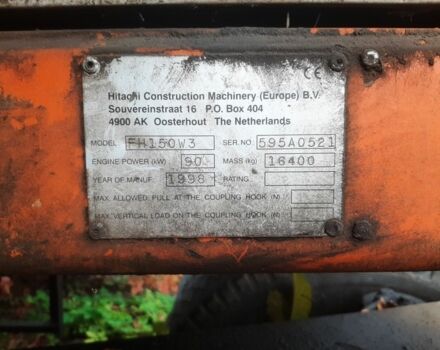 CE
Hitachi Construction Machinery (Europe) B.V.
Souvereinstraat 16 P.O. Box 404
4900 AK Oosterhout The Netherlands
MODEL FH150W3 SER. NO. 595A0521
ENGINE POWER (kW) 90 MASS (kg) 16400
YEAR OF MANUF. 1998 RATING
MAX. ALLOWED PULL AT THE COUPLING HOOK (N)
MAX. VERTICAL LOAD ON THE COUPLING HOOK (N)